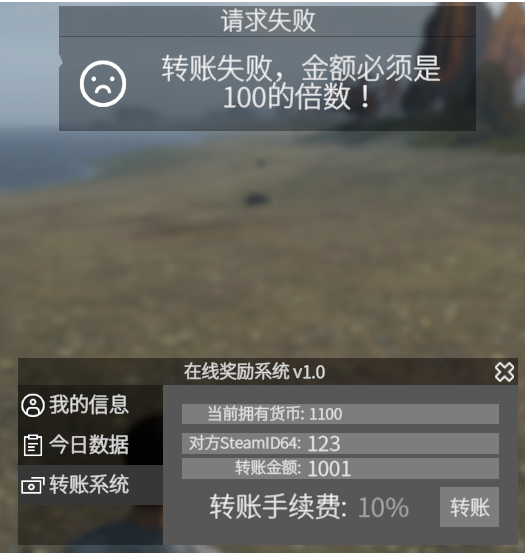 请求失败
转账失败，金额必须是
100的倍数！
在线奖励系统 v1.0
我的信息
今日数据
转账系统
当前拥有货币: 1100
对方SteamID64: 123
转账金额: 1001
转账手续费: 10%
转账